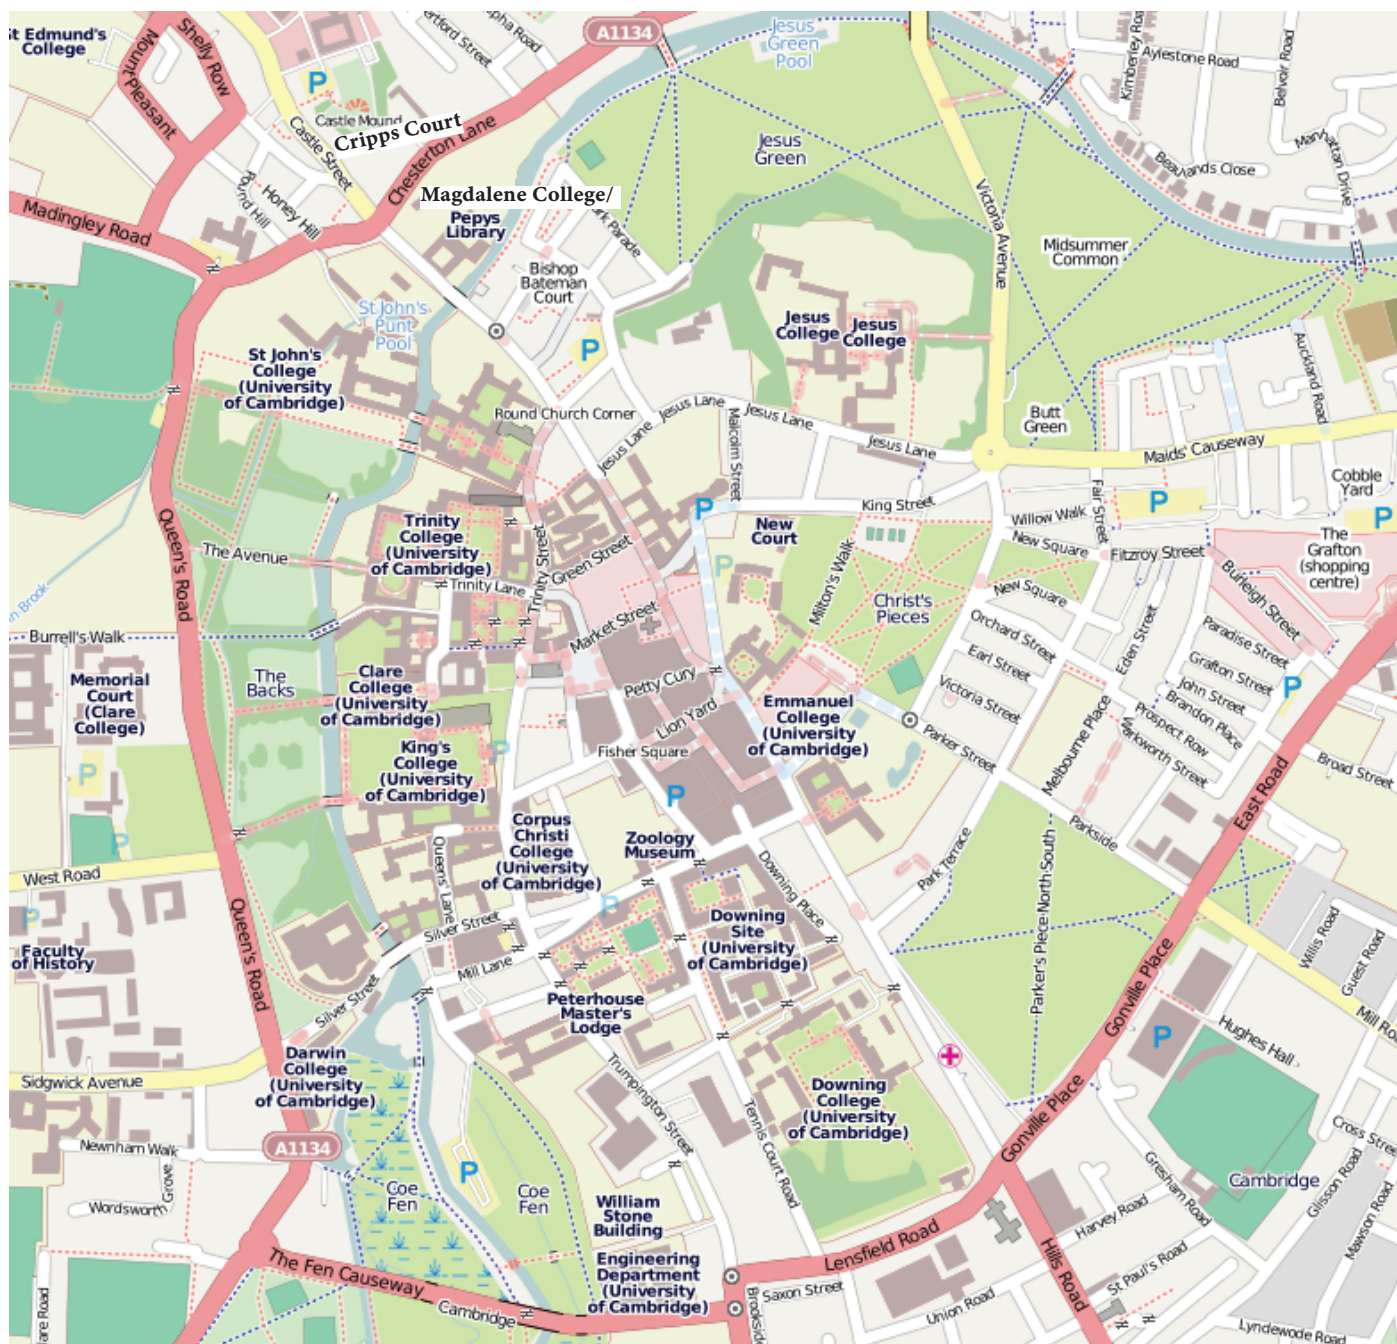 St Edmund's
College
Mount Pleasant
Shelly Row
Castle Street
Castle Mound
Cripps Court
Chesterton Lane
Magdalene College/
Pepys
Library
A1134
Jesus
Green
Pool
Jesus
Green
Victoria Avenue
Aylestone Road
Belvoir Road
Manhattan Drive
Beaulands Close
Midsummer
Common
Madingley Road
Pound Hill
Honey Hill
Bishop
Bateman
Court
St John's
Punt
Pool
Jesus
College
Jesus
College
St John's
College
(University
of Cambridge)
Round Church Corner
Jesus Lane
Jesus Lane
Jesus Lane
Jesus Lane
Malcolm Street
Butt
Green
Maids' Causeway
Auckland Road
Cobble
Yard
King Street
Willow Walk
Fair Street
New Square
Fitzroy Street
The
Grafton
(shopping
centre)
Burleigh Street
New
Court
Milton's Walk
Christ's
Pieces
New Square
Trinity
College
(University
of Cambridge)
Trinity Lane
Trinity Street
Green Street
Market Street
The Avenue
Queen's Road
Burrell's Walk
Memorial
Court
(Clare
College)
The
Backs
Clare
College
(University
of Cambridge)
King's
College
(University
of Cambridge)
Petty Cury
Lion Yard
Fisher Square
Emmanuel
College
(University
of Cambridge)
Orchard Street
Earl Street
Victoria Street
Parker Street
Eden Street
Melbourne Place
Paradise Street
Grafton Street
John Street
Brandon Place
Prospect Row
Broad Street
East Road
Parkside
Park Terrace
Corpus
Christi
College
(University
of Cambridge)
Zoology
Museum
Queens' Lane
Silver Street
Downing Place
West Road
Faculty
of History
Queen's Road
Silver Street
Mill Lane
Downing
Site
(University
of Cambridge)
Peterhouse
Master's
Lodge
Parker's Piece North-South
Gonville Place
Willis Road
Guest Road
Hughes Hall
Darwin
College
(University
of Cambridge)
Sidgwick Avenue
Newnham Walk
A1134
Trumpington Street
Tennis Court Road
Downing
College
(University
of Cambridge)
Gonville Place
Cambridge
Cross Street
Glisson Road
Mawson Road
Gresham Road
Harvey Road
St Paul's Road
Hills Road
Coe
Fen
Coe
Fen
William
Stone
Building
Engineering
Department
(University
of Cambridge)
The Fen Causeway
Cambridge
Lensfield Road
Saxon Street
Union Road
Lyndewode Road